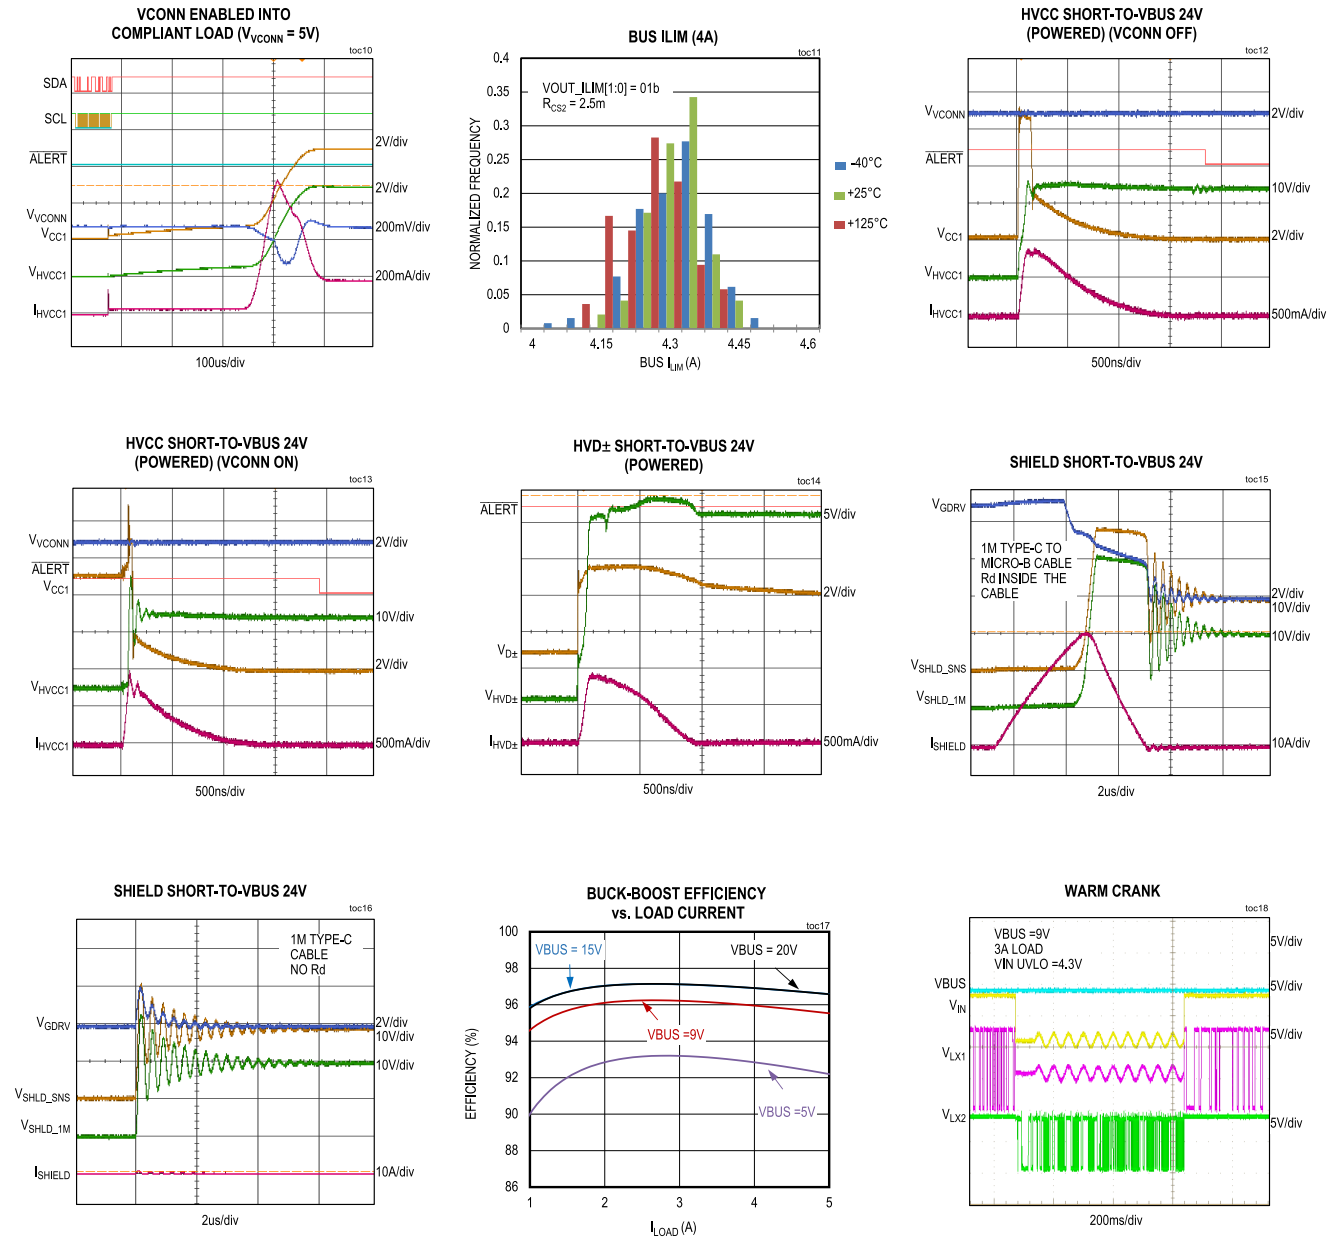 VCONN ENABLED INTO
COMPLIANT LOAD (VVCONN = 5V)
toc10
SDA
SCL
ALERT
VVCONN
VCC1
VHVCC1
IHVCC1
2V/div
2V/div
200mV/div
200mA/div
100us/div
BUS ILIM (4A)
toc11
VOUT_ILIM[1:0] = 01b
RCS2 = 2.5m
NORMALIZED FREQUENCY
0.4
0.35
0.3
0.25
0.2
0.15
0.1
0.05
0
4
4.15
4.3
4.45
4.6
BUS ILIM (A)
-40°C
+25°C
+125°C
HVCC SHORT-TO-VBUS 24V
(POWERED) (VCONN OFF)
toc12
VVCONN
ALERT
VCC1
VHVCC1
IHVCC1
2V/div
10V/div
2V/div
500mA/div
500ns/div
HVCC SHORT-TO-VBUS 24V
(POWERED) (VCONN ON)
toc13
VVCONN
ALERT
VCC1
VHVCC1
IHVCC1
2V/div
10V/div
2V/div
500mA/div
500ns/div
HVD± SHORT-TO-VBUS 24V
(POWERED)
toc14
ALERT
VD±
VHVD±
IHVD±
5V/div
2V/div
500mA/div
500ns/div
SHIELD SHORT-TO-VBUS 24V
toc15
VGDRV
1M TYPE-C TO
MICRO-B CABLE
Rd INSIDE THE
CABLE
VSHLD_SNS
VSHLD_1M
ISHIELD
2V/div
10V/div
10V/div
10A/div
2us/div
SHIELD SHORT-TO-VBUS 24V
toc16
1M TYPE-C
CABLE
NO Rd
VGDRV
VSHLD_SNS
VSHLD_1M
ISHIELD
2V/div
10V/div
10V/div
10A/div
2us/div
BUCK-BOOST EFFICIENCY
vs. LOAD CURRENT
toc17
EFFICIENCY (%)
100
98
96
94
92
90
88
86
VBUS = 15V
VBUS = 20V
VBUS =9V
VBUS =5V
1
2
3
4
5
ILOAD (A)
WARM CRANK
toc18
VBUS =9V
3A LOAD
VIN UVLO =4.3V
VBUS
VIN
VLX1
VLX2
5V/div
5V/div
5V/div
5V/div
200ms/div